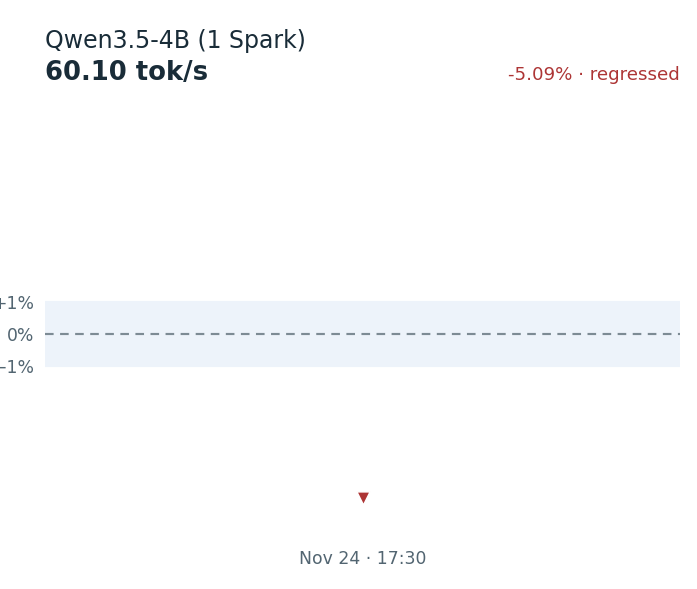 Qwen3.5-4B (1 Spark)
60.10 tok/s
-5.09% · regressed
+1%
0%
−1%
Nov 24 · 17:30